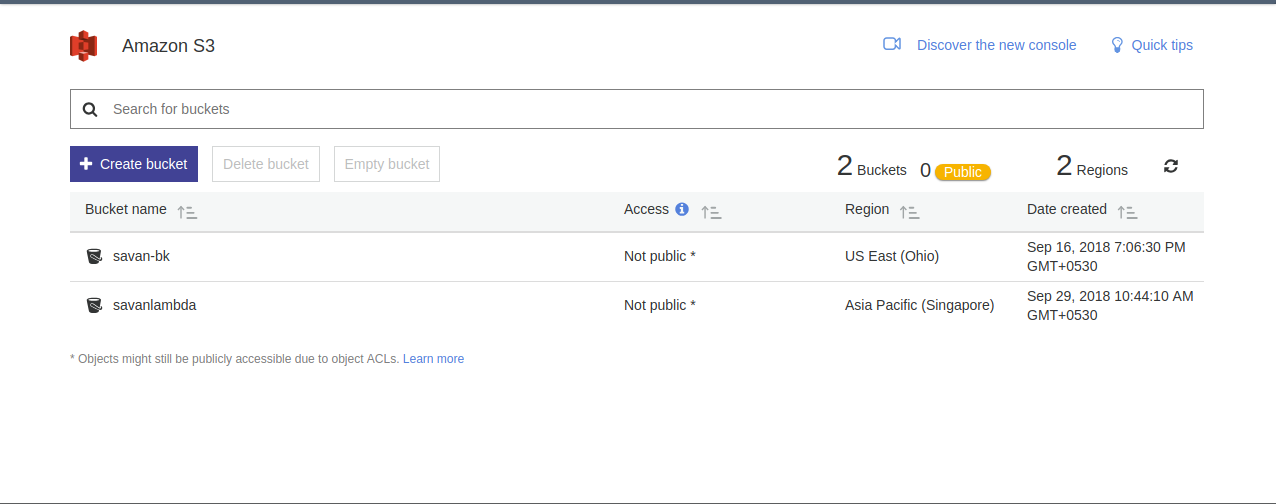 Amazon S3
Discover the new console Quick tips
Search for buckets
Create bucket Delete bucket Empty bucket 2 Buckets 0 Public 2 Regions
Bucket name Access Region Date created
savan-bk Not public * US East (Ohio) Sep 16, 2018 7:06:30 PM
GMT+0530
savanlambda Not public * Asia Pacific (Singapore) Sep 29, 2018 10:44:10 AM
GMT+0530
* Objects might still be publicly accessible due to object ACLs. Learn more